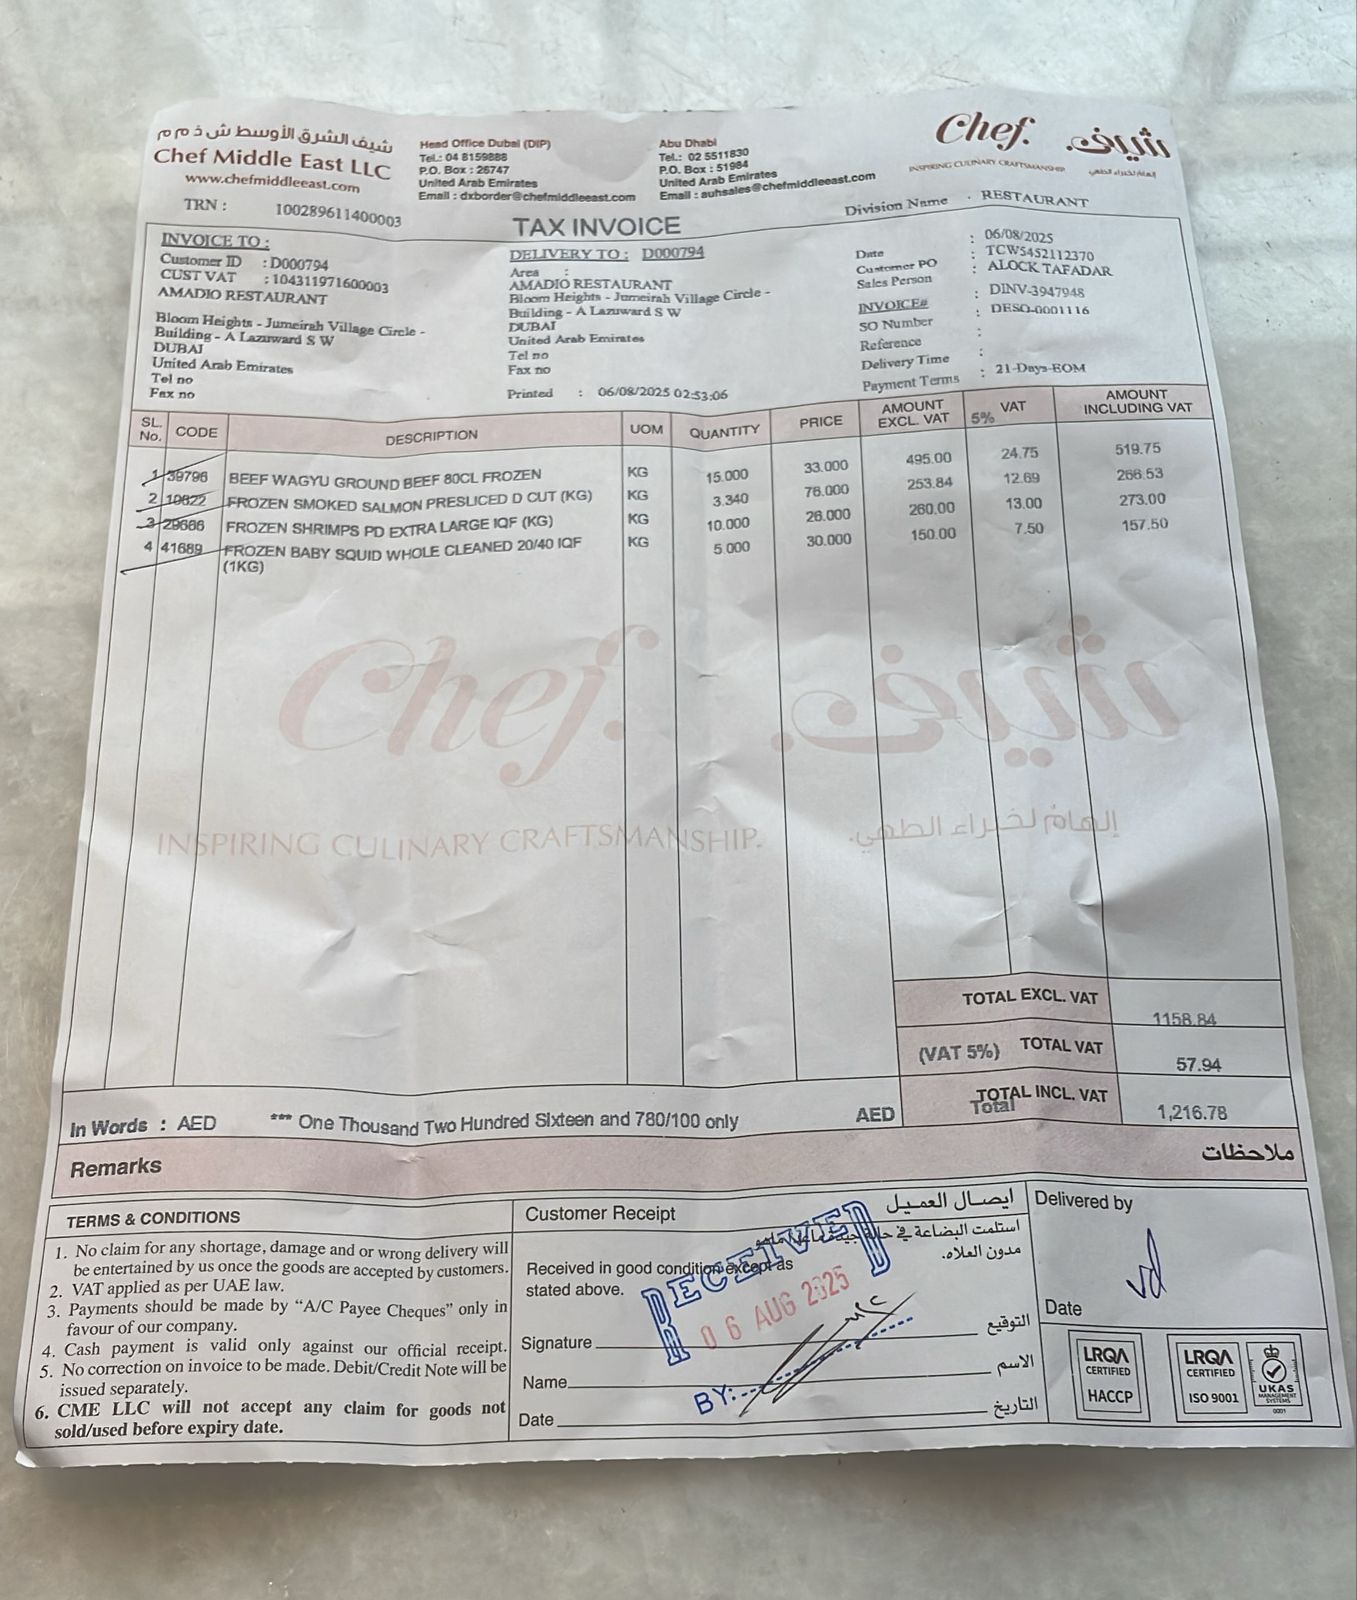 شيف الشرق الأوسط ش ذ م م
Chef Middle East LLC
www.chefmiddleeast.com
TRN : 100289611400003
Head Office Dubai (DIP)
Tel.: 04 8159888
P.O. Box : 26747
United Arab Emirates
Email : dxborder@chefmiddleeast.com
Abu Dhabi
Tel.: 02 5511830
P.O. Box : 51984
United Arab Emirates
Email : auhsales@chefmiddleeast.com
Chef. شيف.
INSPIRING CULINARY CRAFTSMANSHIP إلهام لخبراء الطهي
TAX INVOICE
Division Name : RESTAURANT
INVOICE TO :
Customer ID : D000794
CUST VAT : 104311971600003
AMADIO RESTAURANT
Bloom Heights - Jumeirah Village Circle -
Building - A Lazuward S W
DUBAI
United Arab Emirates
Tel no
Fax no
DELIVERY TO : D000794
Area :
AMADIO RESTAURANT
Bloom Heights - Jumeirah Village Circle -
Building - A Lazuward S W
DUBAI
United Arab Emirates
Tel no
Fax no
Printed : 06/08/2025 02:53:06
Date : 06/08/2025
Customer PO : TCW5452112370
Sales Person : ALOCK TAFADAR
INVOICE# : DINV-3947948
SO Number : DESO-0001116
Reference :
Delivery Time :
Payment Terms : 21-Days-EOM
SL. No. CODE DESCRIPTION UOM QUANTITY PRICE AMOUNT EXCL. VAT 5% VAT AMOUNT INCLUDING VAT
1 39796 BEEF WAGYU GROUND BEEF 80CL FROZEN KG 15.000 33.000 495.00 24.75 519.75
2 10622 FROZEN SMOKED SALMON PRESLICED D CUT (KG) KG 3.340 76.000 253.84 12.69 266.53
3 29666 FROZEN SHRIMPS PD EXTRA LARGE IQF (KG) KG 10.000 26.000 260.00 13.00 273.00
4 41689 FROZEN BABY SQUID WHOLE CLEANED 20/40 IQF KG 5.000 30.000 150.00 7.50 157.50
(1KG)
Chef. شيف.
INSPIRING CULINARY CRAFTSMANSHIP. إلهام لخبراء الطهي.
TOTAL EXCL. VAT 1158.84
(VAT 5%) TOTAL VAT 57.94
TOTAL INCL. VAT
In Words : AED *** One Thousand Two Hundred Sixteen and 780/100 only AED Total 1,216.78
Remarks ملاحظات
TERMS & CONDITIONS
1. No claim for any shortage, damage and or wrong delivery will
be entertained by us once the goods are accepted by customers.
2. VAT applied as per UAE law.
3. Payments should be made by “A/C Payee Cheques” only in
favour of our company.
4. Cash payment is valid only against our official receipt.
5. No correction on invoice to be made. Debit/Credit Note will be
issued separately.
6. CME LLC will not accept any claim for goods not
sold/used before expiry date.
Customer Receipt ايصال العميل
استلمت البضاعة في حالة جيدة ما عدا ما هو
مدون اعلاه.
Received in good condition except as
stated above.
RECEIVED
06 AUG 2025
BY:
Signature التوقيع
Name الاسم
Date التاريخ
Delivered by
Date
LRQA
CERTIFIED
HACCP
LRQA
CERTIFIED
ISO 9001
UKAS
MANAGEMENT
SYSTEMS
0001